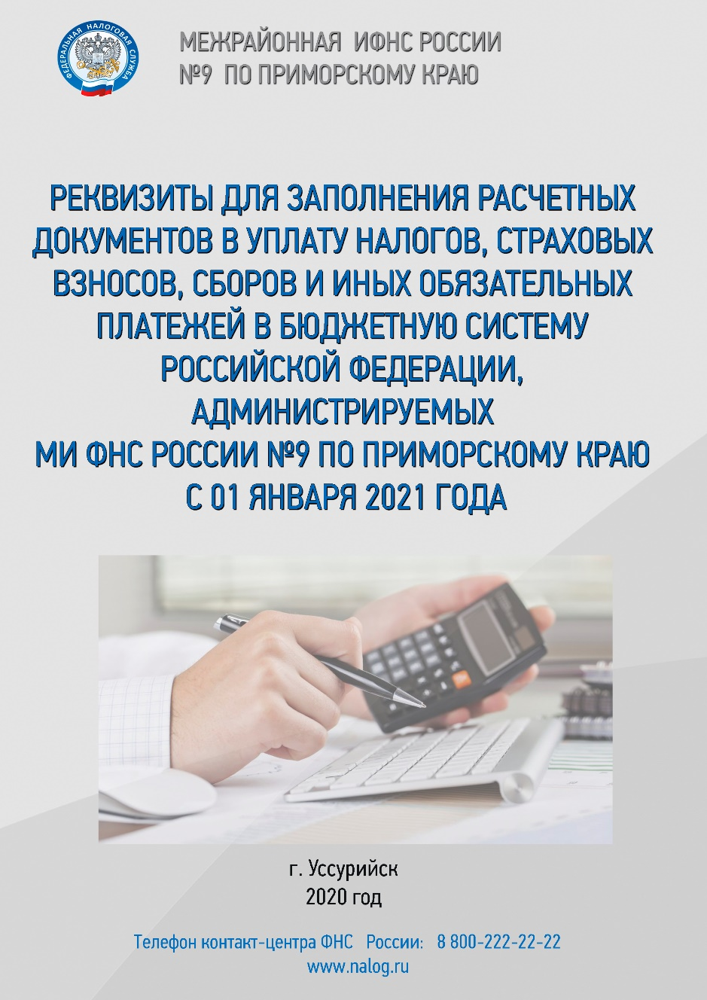 ФЕДЕРАЛЬНАЯ НАЛОГОВАЯ СЛУЖБА
МЕЖРАЙОННАЯ ИФНС РОССИИ
№9 ПО ПРИМОРСКОМУ КРАЮ
РЕКВИЗИТЫ ДЛЯ ЗАПОЛНЕНИЯ РАСЧЕТНЫХ
ДОКУМЕНТОВ В УПЛАТУ НАЛОГОВ, СТРАХОВЫХ
ВЗНОСОВ, СБОРОВ И ИНЫХ ОБЯЗАТЕЛЬНЫХ
ПЛАТЕЖЕЙ В БЮДЖЕТНУЮ СИСТЕМУ
РОССИЙСКОЙ ФЕДЕРАЦИИ,
АДМИНИСТРИРУЕМЫХ
МИ ФНС РОССИИ №9 ПО ПРИМОРСКОМУ КРАЮ
С 01 ЯНВАРЯ 2021 ГОДА
г. Уссурийск
2020 год
Телефон контакт-центра ФНС России: 8 800-222-22-22
www.nalog.ru